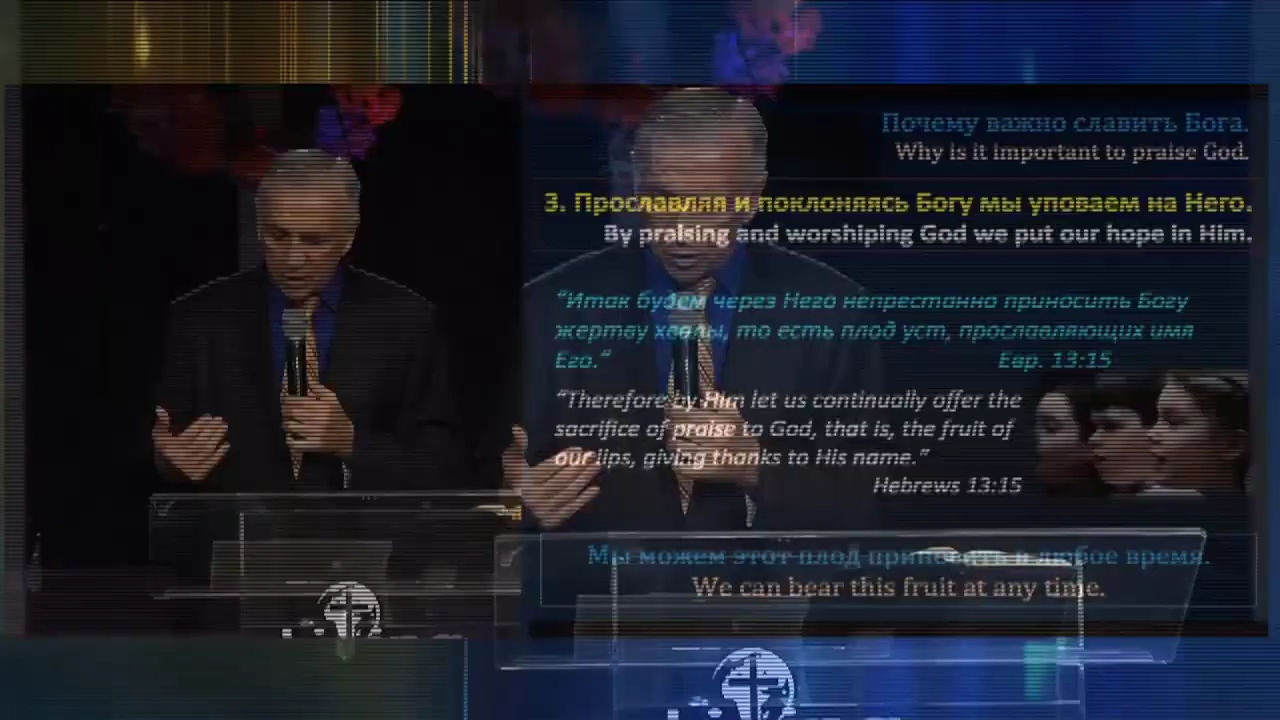 Почему важно славить Бога.
Why is it important to praise God.
3. Прославляя и поклоняясь Богу мы уповаем на Него.
By praising and worshiping God we put our hope in Him.
“Итак будем через Него непрестанно приносить Богу
жертву хвалы, то есть плод уст, прославляющих имя
Его.“ Евр. 13:15
“Therefore by Him let us continually offer the
sacrifice of praise to God, that is, the fruit of
our lips, giving thanks to His name.”
Hebrews 13:15
Мы можем этот плод приносить в любое время.
We can bear this fruit at any time.